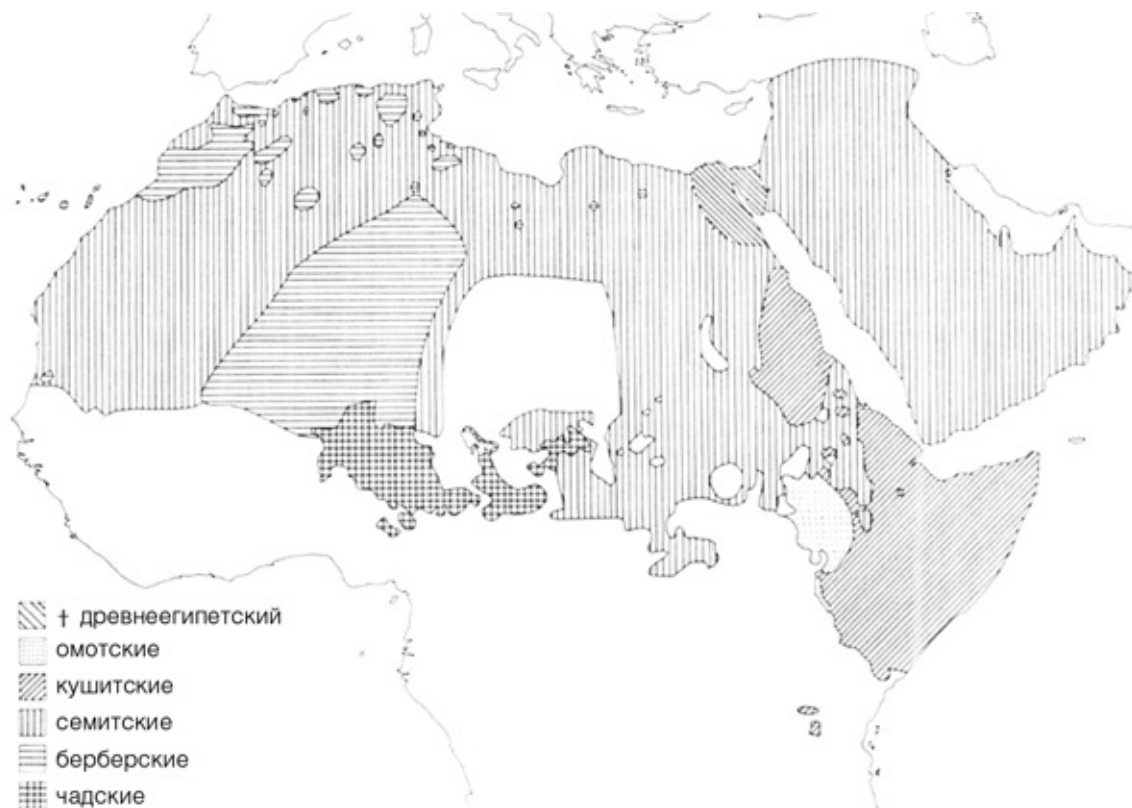 † древнеегипетский
омотские
кушитские
семитские
берберские
чадские